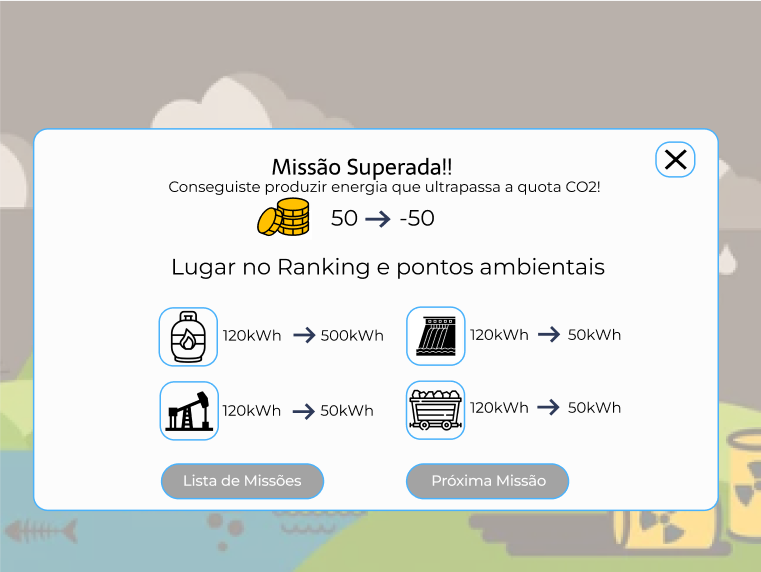 Missão Superada!!
Conseguiste produzir energia que ultrapassa a quota CO2!
50 → -50
Lugar no Ranking e pontos ambientais
120kWh → 500kWh 120kWh → 50kWh
120kWh → 50kWh 120kWh → 50kWh
Lista de Missões Próxima Missão